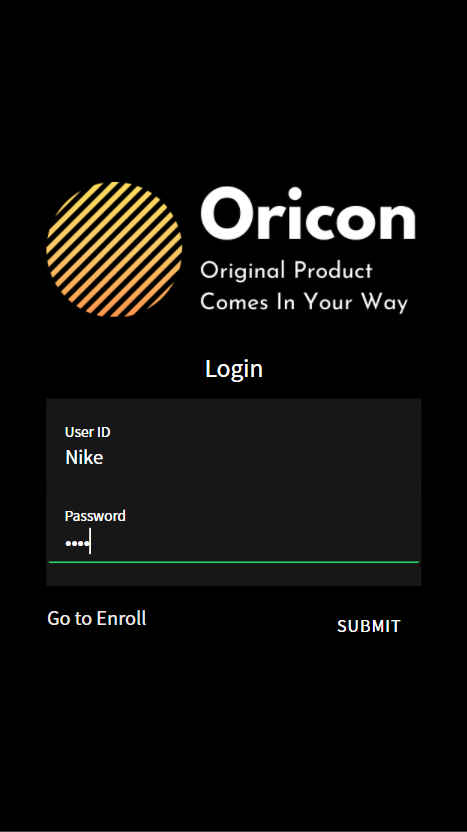 Oricon
Original Product
Comes In Your Way
Login
User ID
Nike
Password
••••
Go to Enroll
SUBMIT